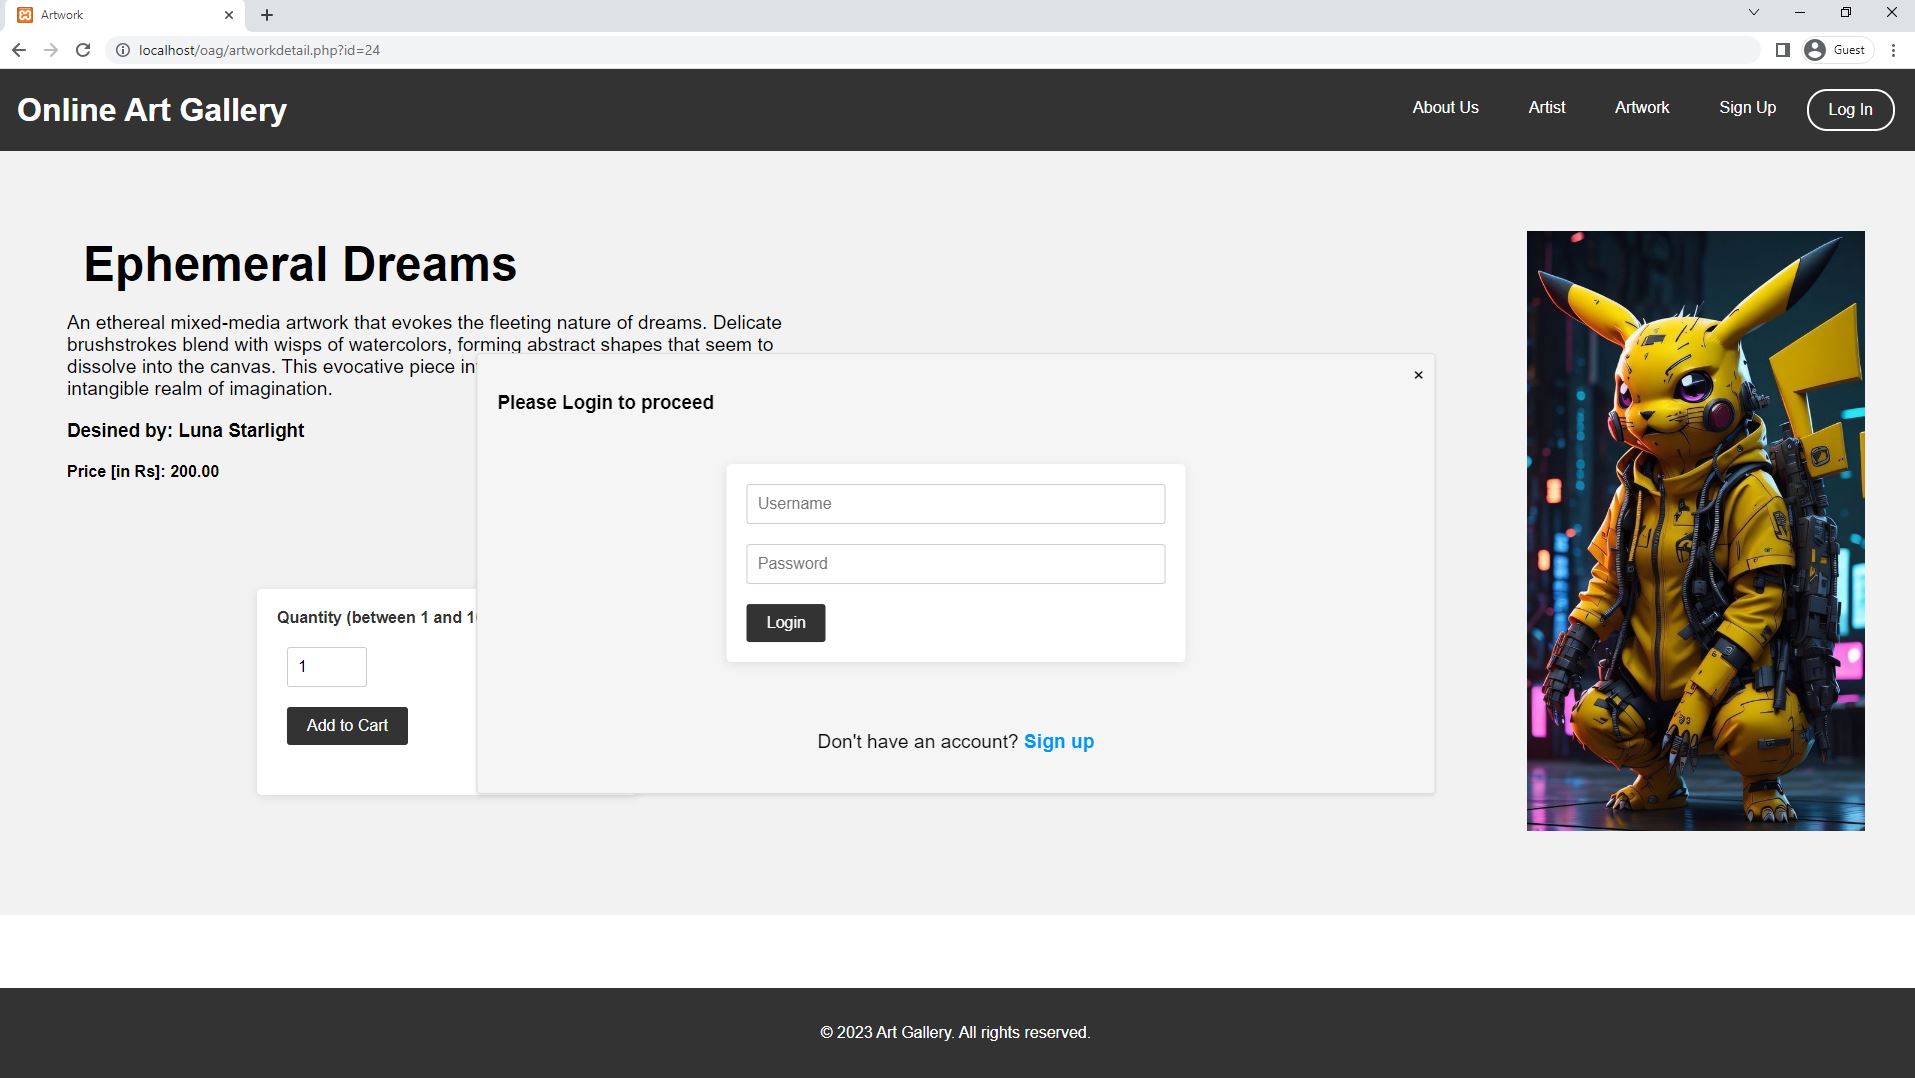 Artwork
localhost/oag/artworkdetail.php?id=24
Guest
Online Art Gallery
About Us
Artist
Artwork
Sign Up
Log In
Ephemeral Dreams
An ethereal mixed-media artwork that evokes the fleeting nature of dreams. Delicate
brushstrokes blend with wisps of watercolors, forming abstract shapes that seem to
dissolve into the canvas. This evocative piece
intangible realm of imagination.
Desined by: Luna Starlight
Price [in Rs]: 200.00
Quantity (between 1 and
1
Add to Cart
Please Login to proceed
Username
Password
Login
Don't have an account? Sign up
© 2023 Art Gallery. All rights reserved.